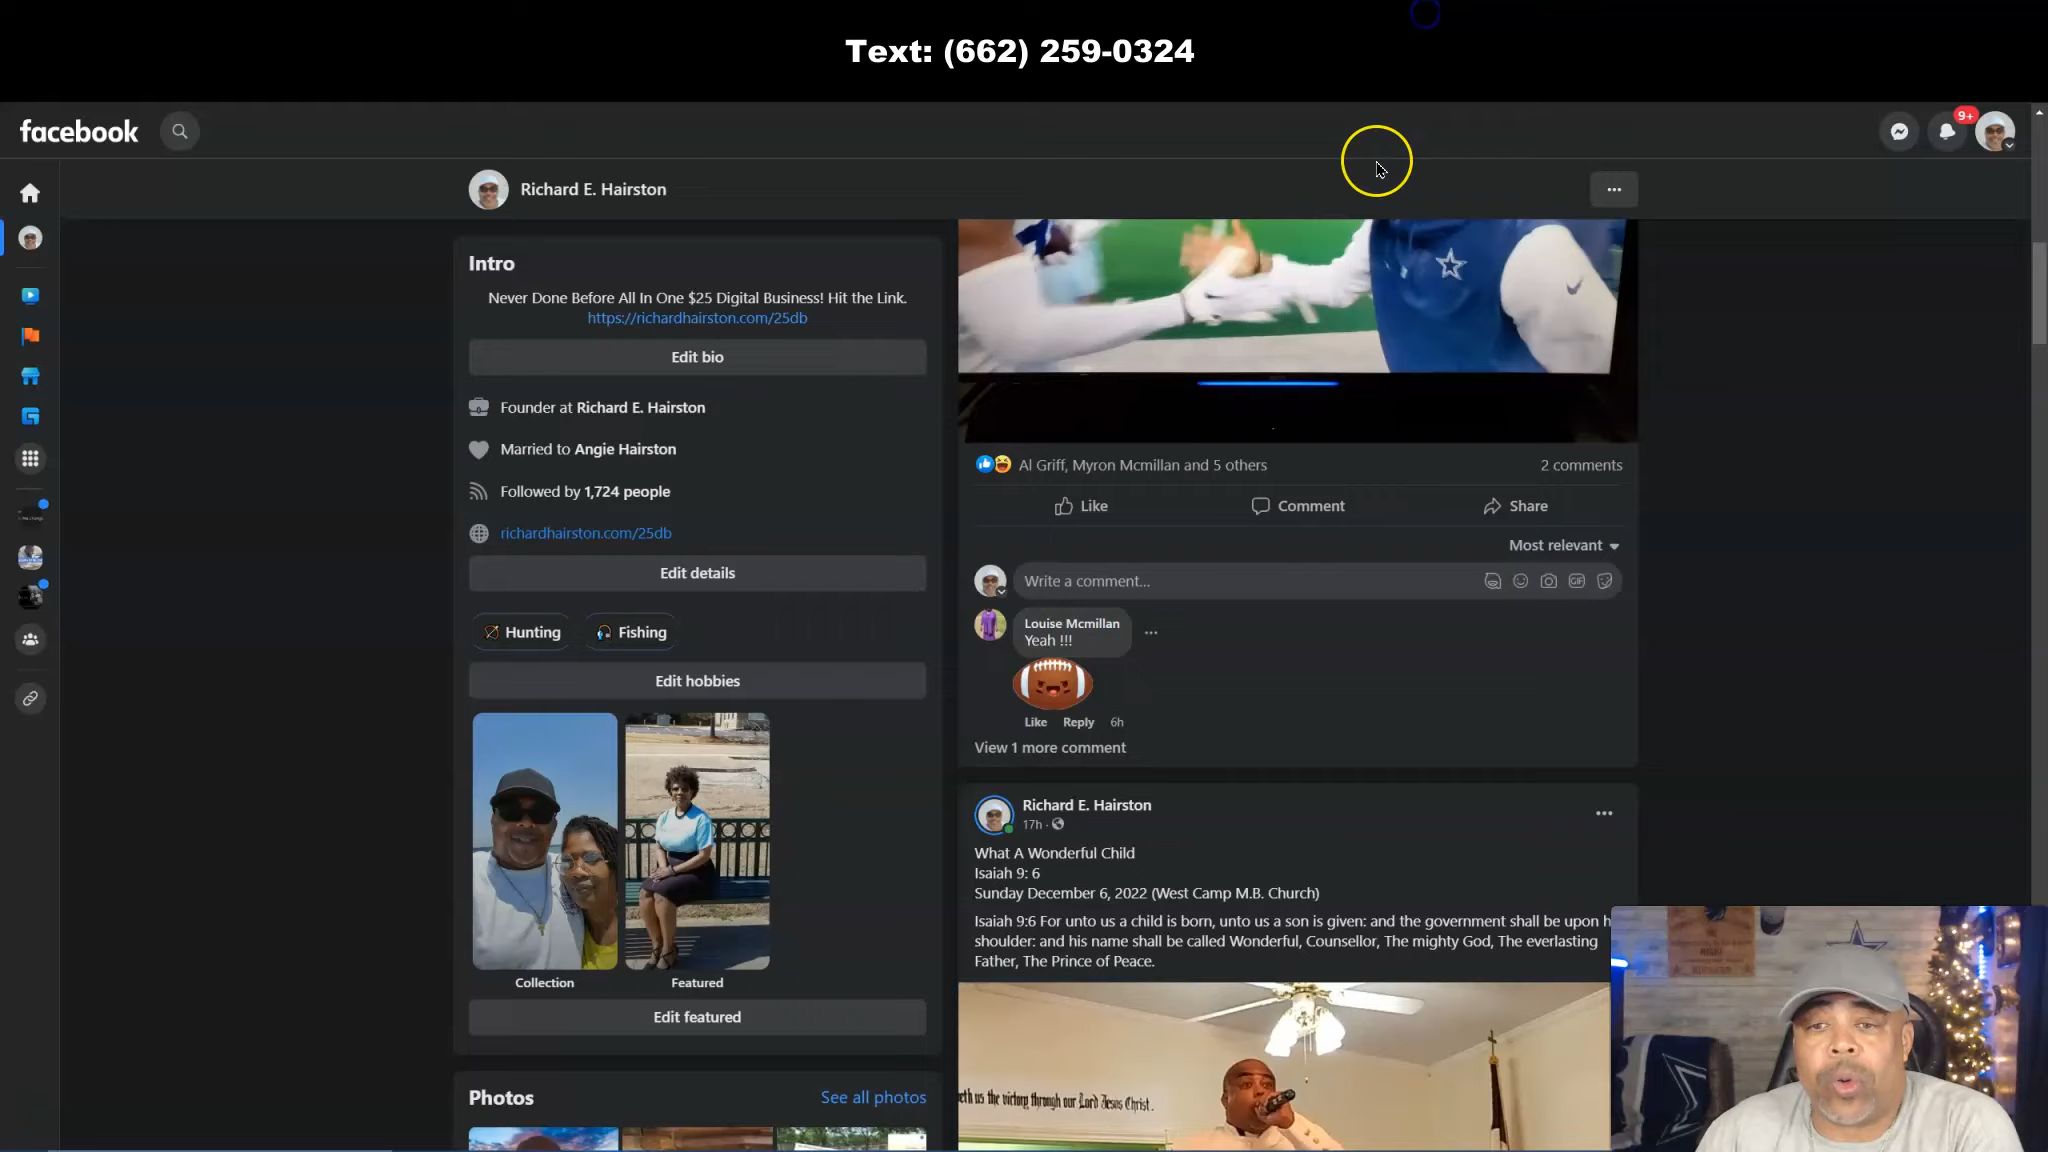 Text: (662) 259-0324
facebook
9+
Richard E. Hairston
Intro
Never Done Before All In One $25 Digital Business! Hit the Link.
https://richardhairston.com/25db
Edit bio
Founder at Richard E. Hairston
Married to Angie Hairston
Followed by 1,724 people
richardhairston.com/25db
Edit details
Hunting
Fishing
Edit hobbies
Collection
Featured
Edit featured
Photos
See all photos
Al Griff, Myron Mcmillan and 5 others
2 comments
Like
Comment
Share
Most relevant
Write a comment...
GIF
Louise Mcmillan
Yeah !!!
Like Reply 6h
View 1 more comment
Richard E. Hairston
17h ·
What A Wonderful Child
Isaiah 9: 6
Sunday December 6, 2022 (West Camp M.B. Church)
Isaiah 9:6 For unto us a child is born, unto us a son is given: and the government shall be upon h
shoulder: and his name shall be called Wonderful, Counsellor, The mighty God, The everlasting
Father, The Prince of Peace.
eth us the victory through our Lord Jesus Christ.